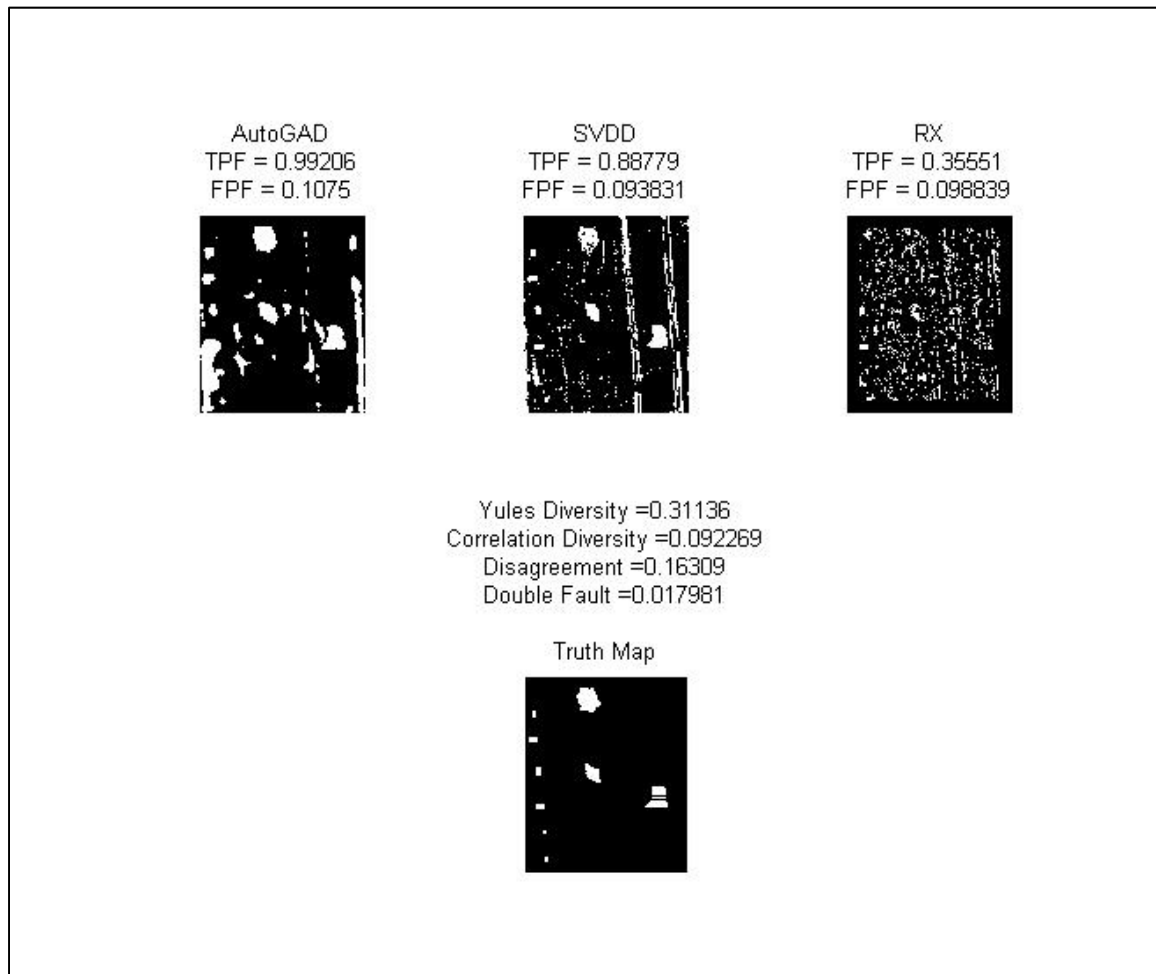 AutoGAD
TPF = 0.99206
FPF = 0.1075
SVDD
TPF = 0.88779
FPF = 0.093831
RX
TPF = 0.35551
FPF = 0.098839
Yules Diversity =0.31136
Correlation Diversity =0.092269
Disagreement =0.16309
Double Fault =0.017981
Truth Map